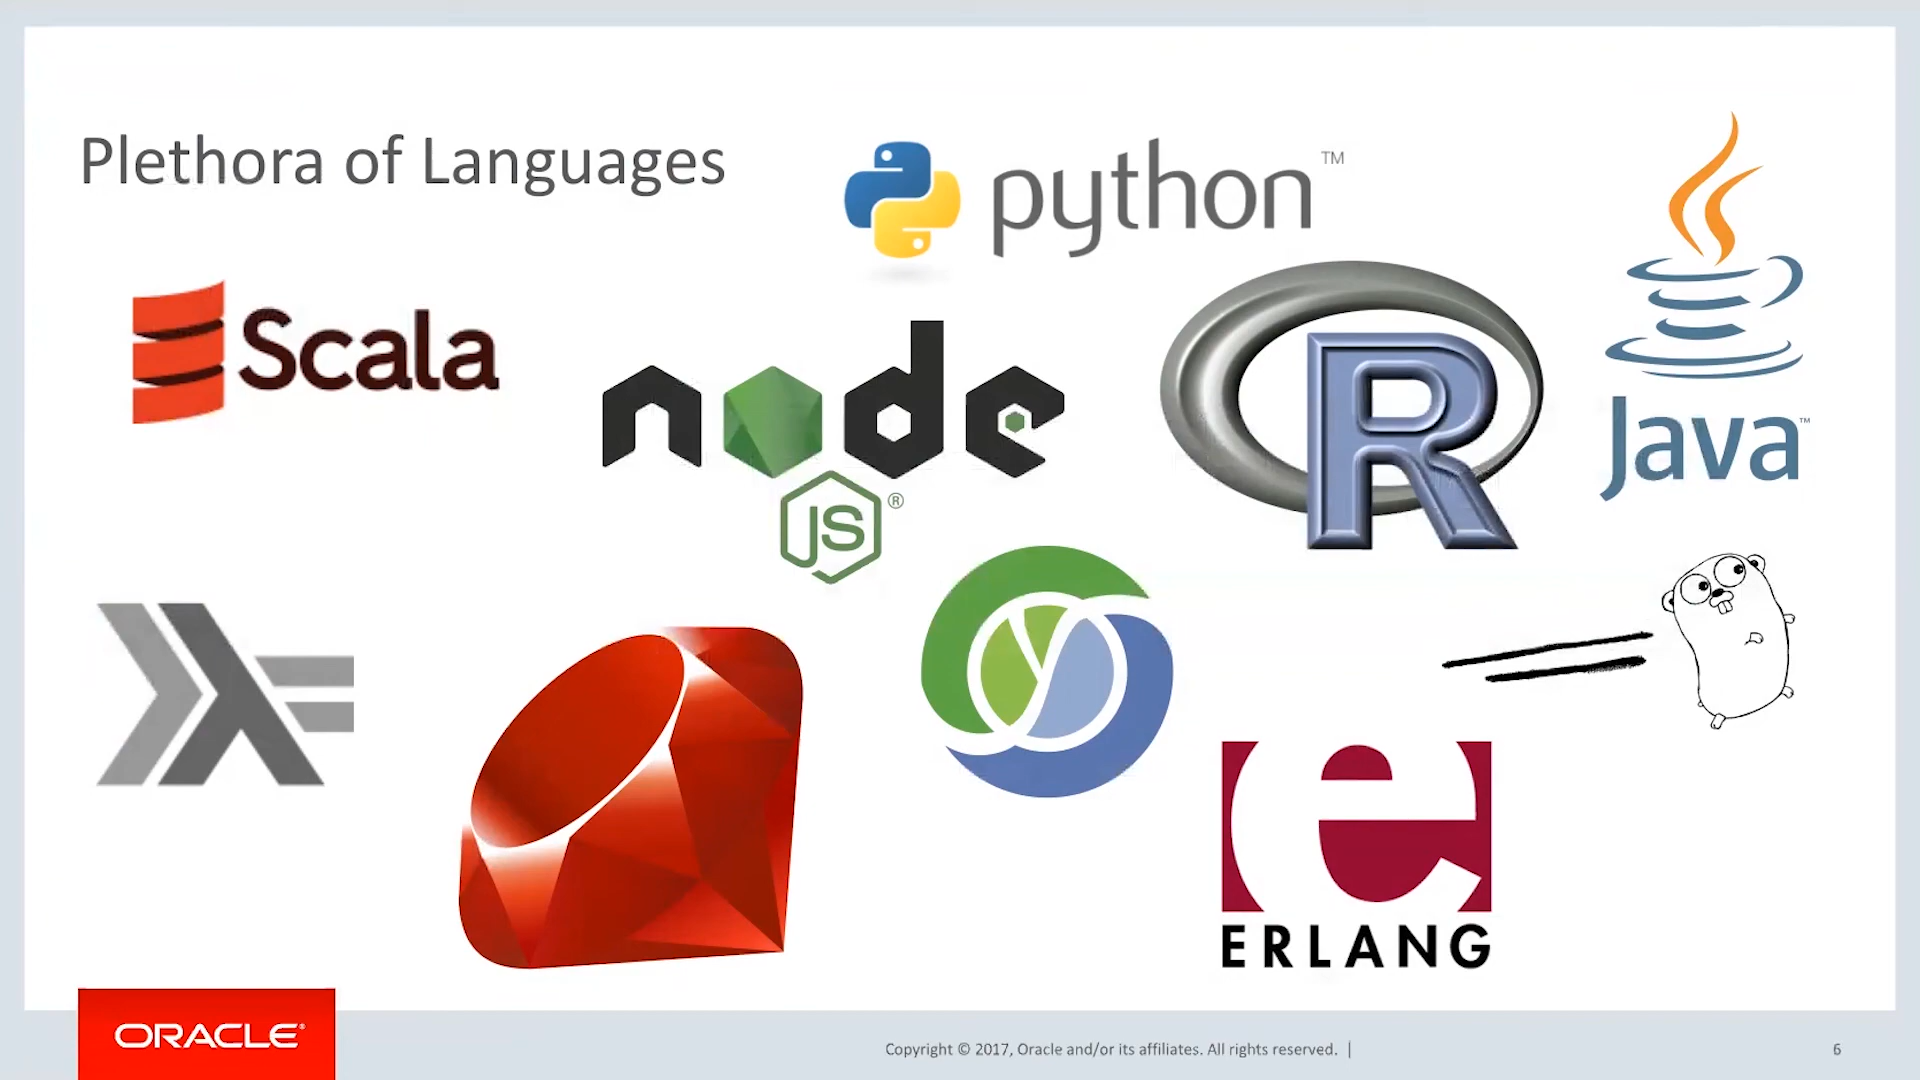 Plethora of Languages
python™
Java™
Scala
node
JS®
R
ERLANG
ORACLE®
Copyright © 2017, Oracle and/or its affiliates. All rights reserved. |
6